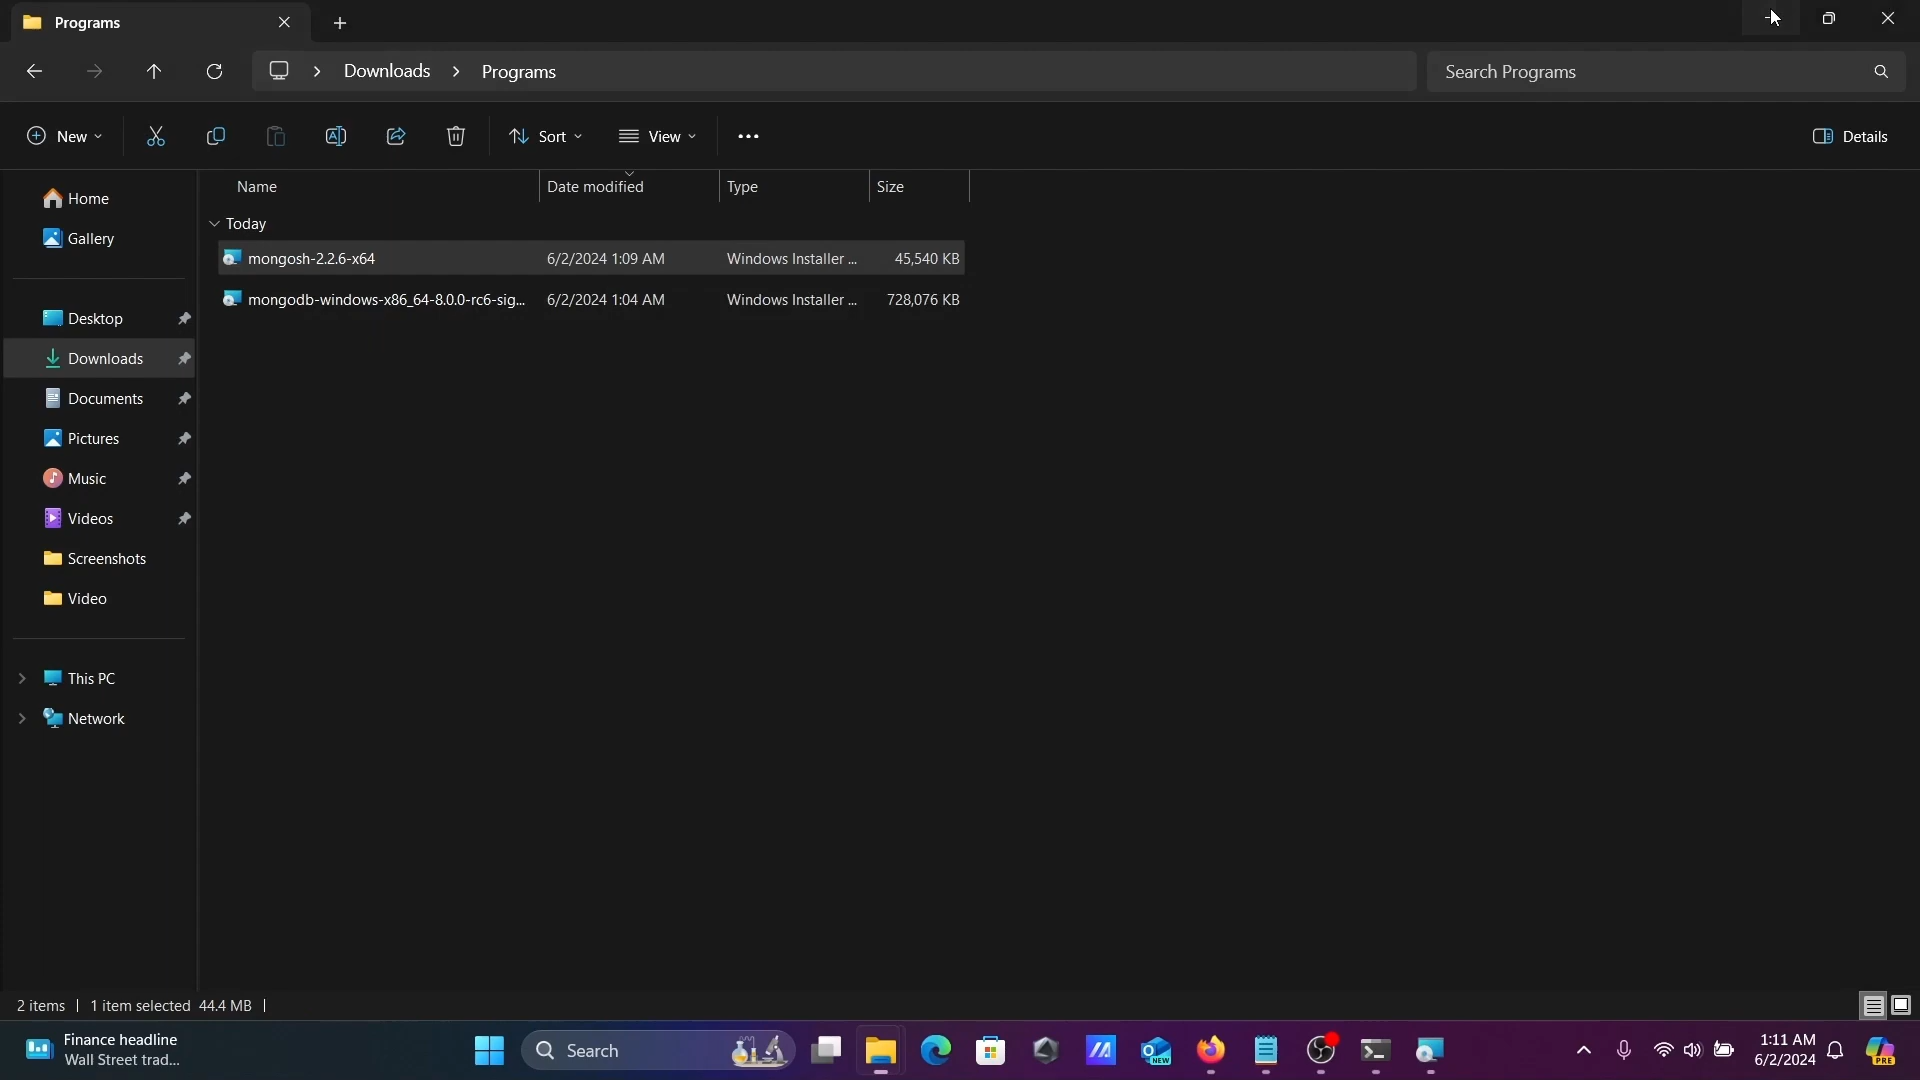 Programs
Downloads
Programs
Search Programs
New
Sort
View
Details
Name
Date modified
Type
Size
Home
Gallery
Desktop
Downloads
Documents
Pictures
Music
Videos
Screenshots
Video
This PC
Network
Today
mongosh-2.2.6-x64 6/2/2024 1:09 AM Windows Installer ... 45,540 KB
mongodb-windows-x86_64-8.0.0-rc6-sig... 6/2/2024 1:04 AM Windows Installer ... 728,076 KB
2 items 1 item selected 44.4 MB
Finance headline
Wall Street trad...
Search
NEW
1:11 AM
6/2/2024
PRE